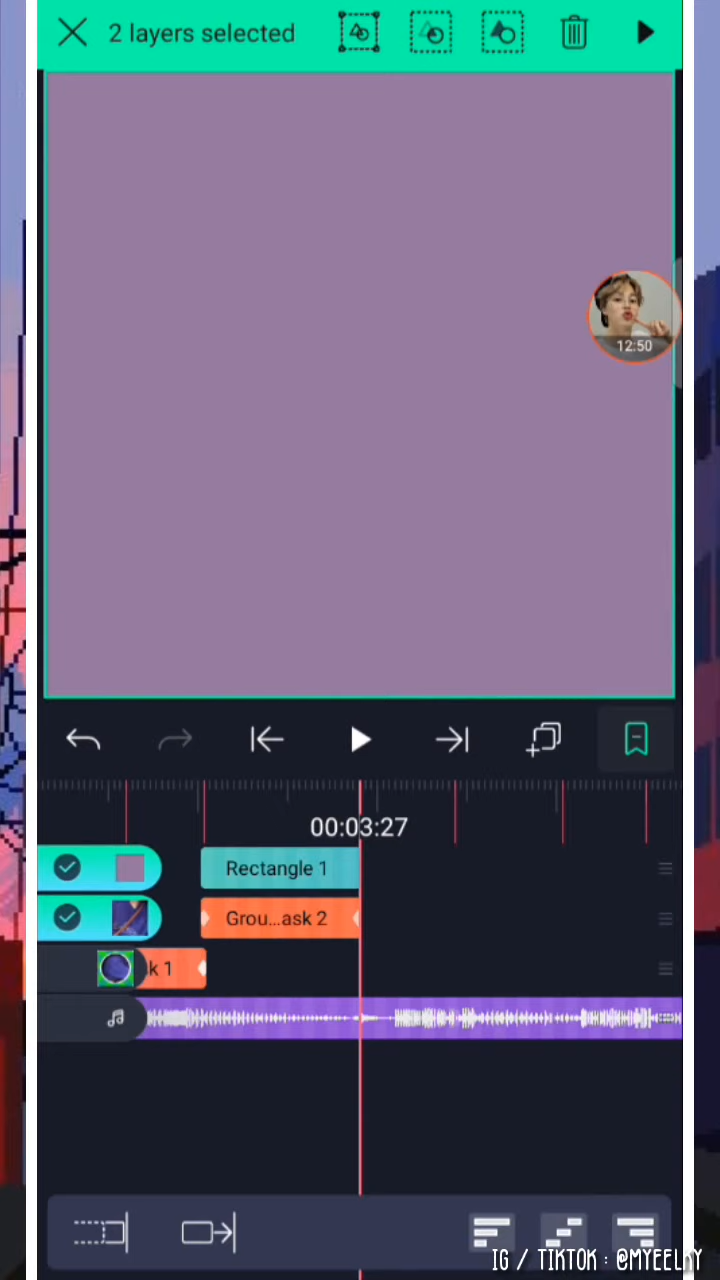 2 layers selected
12:50
00:03:27
Rectangle 1
Grou...ask 2
k 1
IG / TIKTOK : @MYEELKY